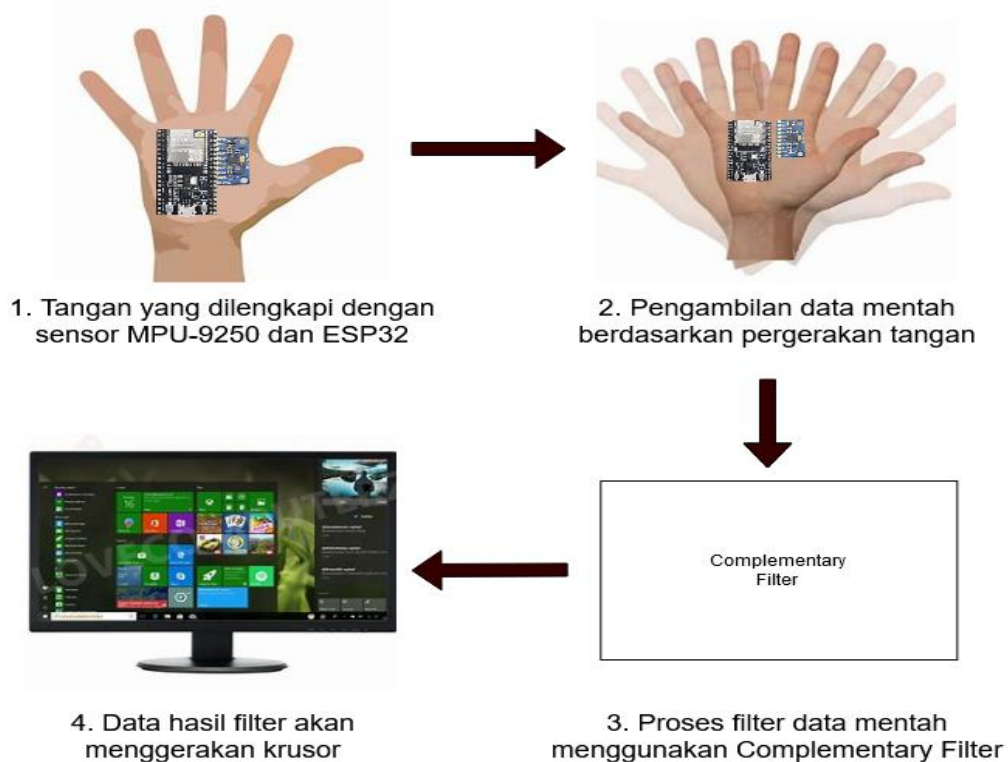 1. Tangan yang dilengkapi dengan
sensor MPU-9250 dan ESP32
2. Pengambilan data mentah
berdasarkan pergerakan tangan
Complementary
Filter
3. Proses filter data mentah
menggunakan Complementary Filter
4. Data hasil filter akan
menggerakan krusor